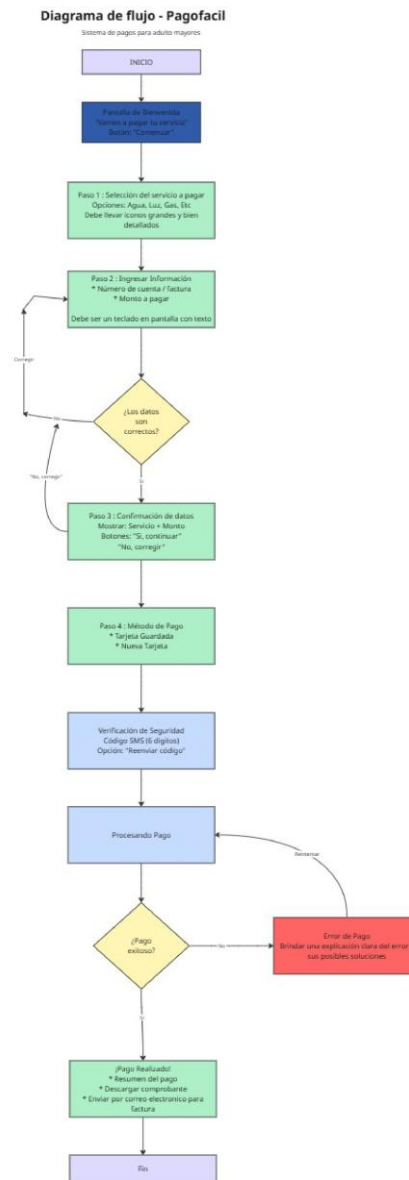 Diagrama de flujo - Pagofacil
Sistema de pagos para adulto mayores
INICIO
Pantalla de Bienvenida
"Vamos a pagar tu servicio"
Botón: "Comenzar"
Paso 1 : Selección del servicio a pagar
Opciones: Agua, Luz, Gas, Etc
Debe llevar íconos grandes y bien
detallados
Paso 2 : Ingresar Información
* Número de cuenta / factura
* Monto a pagar
Debe ser un teclado en pantalla con texto
Corregir
¿Los datos
son
correctos?
No
"No, corregir"
Si
Paso 3 : Confirmación de datos
Mostrar: Servicio + Monto
Botones: "Si, continuar"
"No, corregir"
Paso 4 : Método de Pago
* Tarjeta Guardada
* Nueva Tarjeta
Verificación de Seguridad
Código SMS (6 dígitos)
Opción: "Reenviar código"
Procesando Pago
Reintentar
¿Pago
exitoso?
No
Error de Pago
Brindar una explicación clara del error
sus posibles soluciones
Si
¡Pago Realizado!
* Resumen del pago
* Descargar comprobante
* Enviar por correo electronico para
factura
Fin